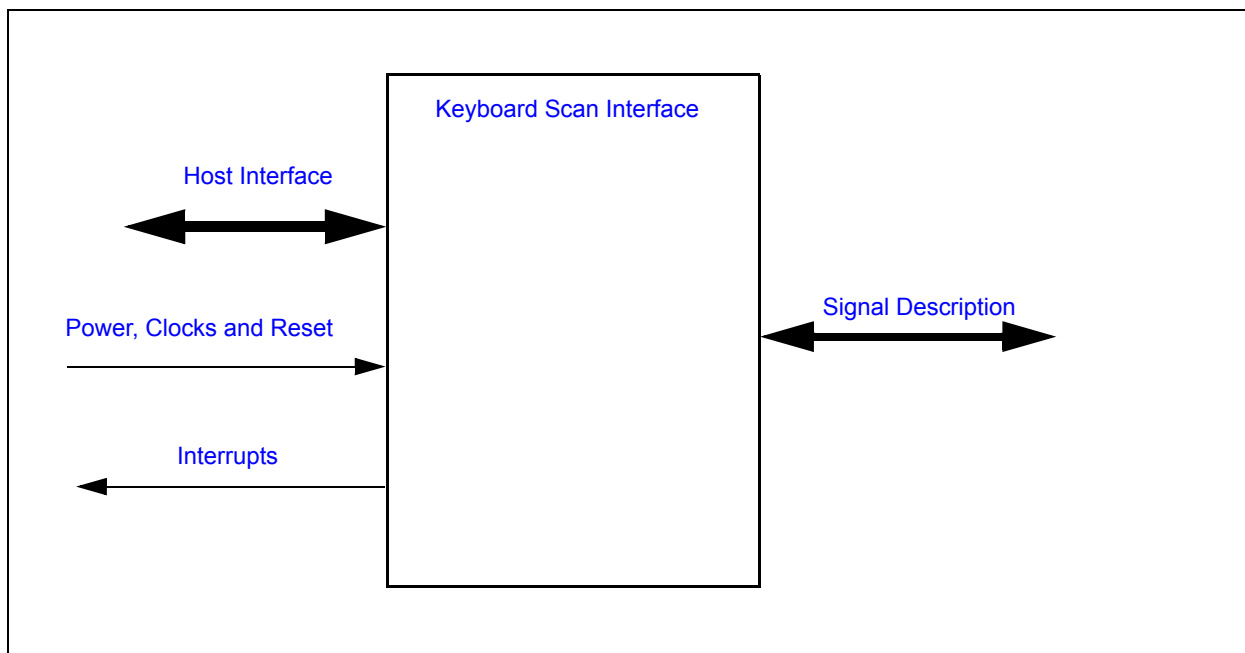 Keyboard Scan Interface
Host Interface
Signal Description
Power, Clocks and Reset
Interrupts